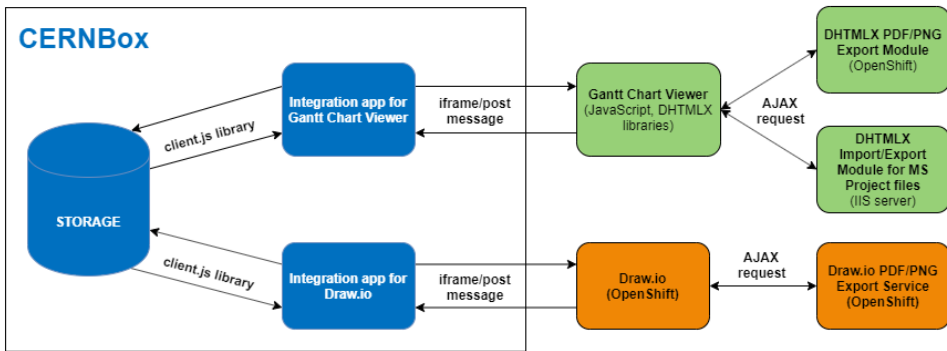 CERNBox
Integration app for
Gantt Chart Viewer
client.js library
STORAGE
client.js library
Integration app for
Draw.io
iframe/post
message
Gantt Chart Viewer
(JavaScript, DHTMLX
libraries)
AJAX
request
DHTMLX PDF/PNG
Export Module
(OpenShift)
DHTMLX
Import/Export
Module for MS
Project files
(IIS server)
iframe/post
message
Draw.io
(OpenShift)
AJAX
request
Draw.io PDF/PNG
Export Service
(OpenShift)